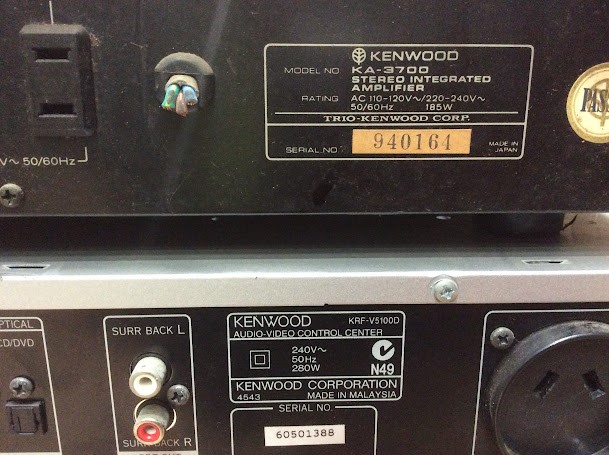 KENWOOD
MODEL NO KA-3700
STEREO INTEGRATED
AMPLIFIER
RATING AC 110-120V~/220-240V~
50/60Hz 185W
TRIO-KENWOOD CORP.
SERIAL NO. 940164 MADE IN
JAPAN
V~ 50/60Hz
OPTICAL
CD/DVD
SURR BACK L
SURR BACK R
KENWOOD KRF-V5100D
AUDIO-VIDEO CONTROL CENTER
240V~
50Hz
280W N49
KENWOOD CORPORATION
4543 MADE IN MALAYSIA
SERIAL NO.
60501388